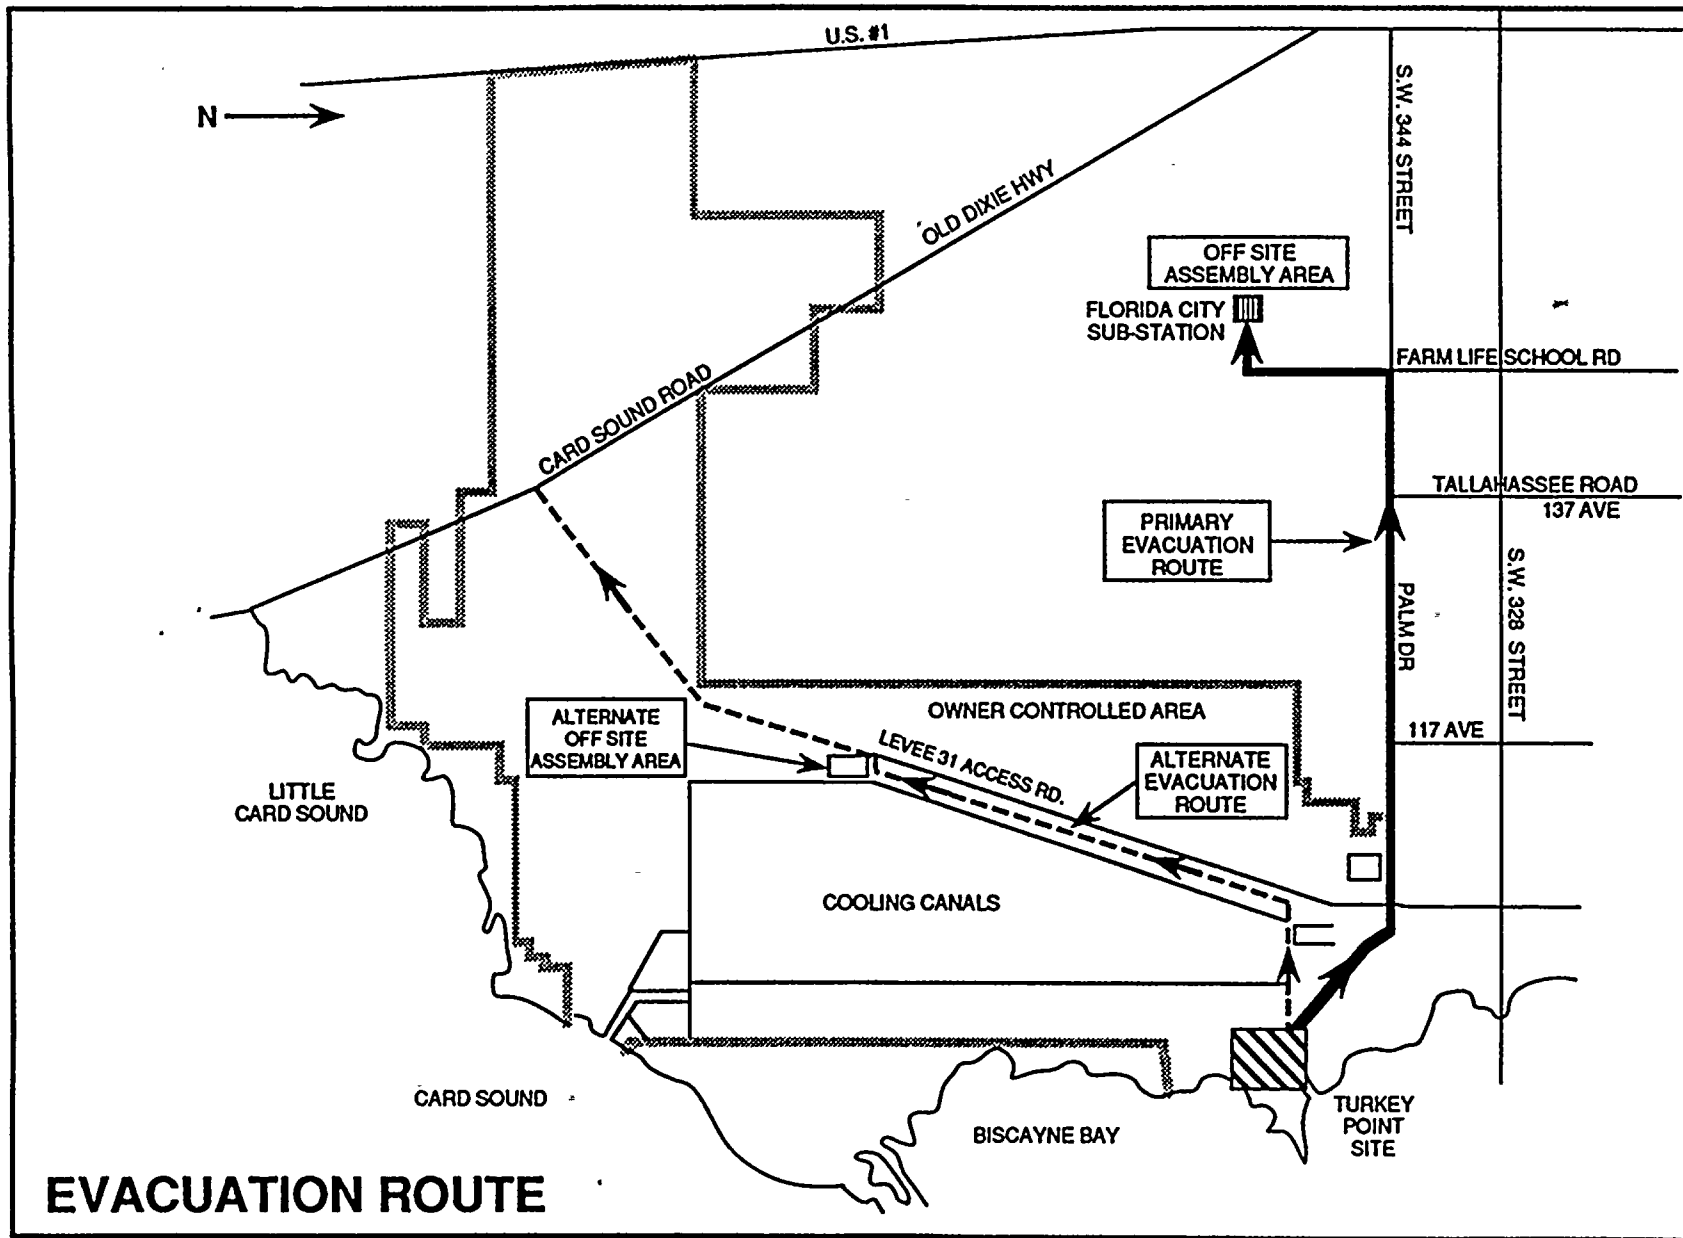 U.S. #1
N
S.W. 344 STREET
OLD DIXIE HWY
OFF SITE
ASSEMBLY AREA
FLORIDA CITY
SUB-STATION
FARM LIFE SCHOOL RD
CARD SOUND ROAD
TALLAHASSEE ROAD
137 AVE
PRIMARY
EVACUATION
ROUTE
PALM DR
S.W. 328 STREET
ALTERNATE
OFF SITE
ASSEMBLY AREA
OWNER CONTROLLED AREA
117 AVE
LEVEE 31 ACCESS RD.
ALTERNATE
EVACUATION
ROUTE
LITTLE
CARD SOUND
COOLING CANALS
CARD SOUND
BISCAYNE BAY
TURKEY
POINT
SITE
EVACUATION ROUTE